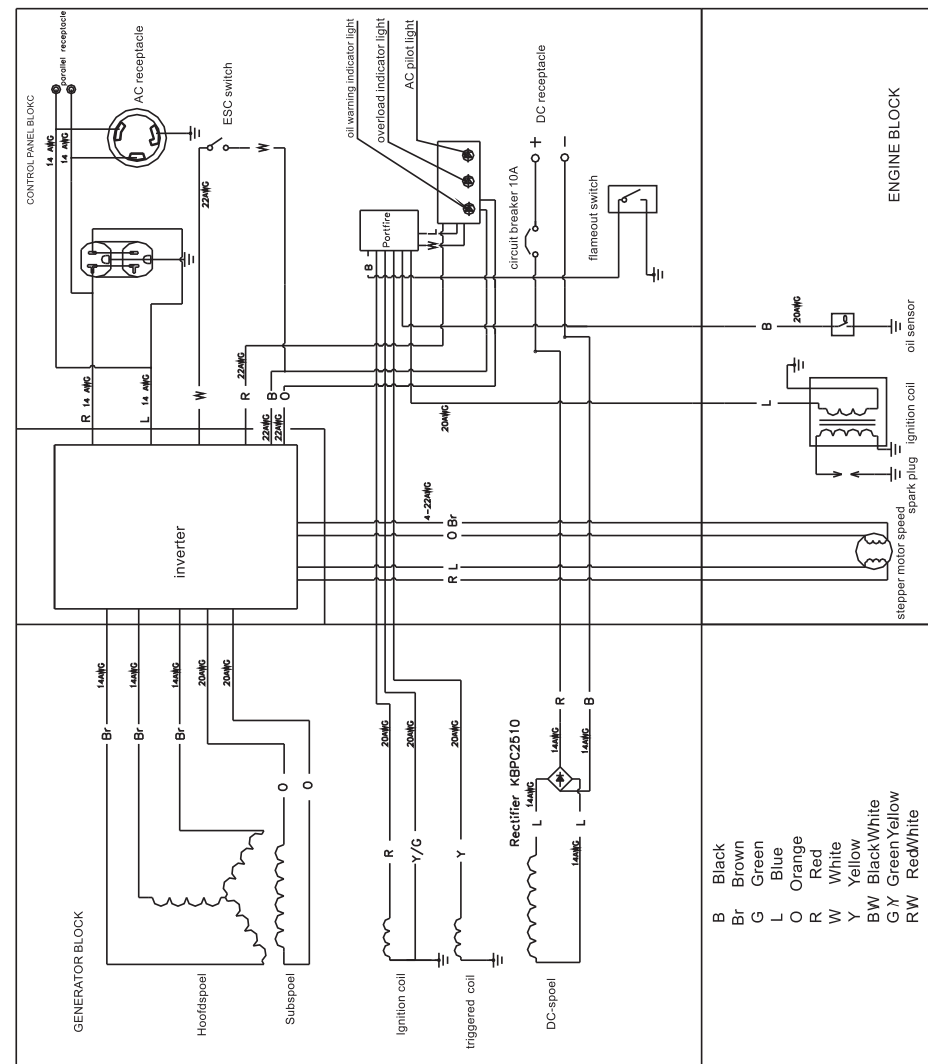 CONTROL PANEL BLOKC
parallel receptacle
14 AWG
14 AWG
AC receptacle
ESC switch
W
22AWG
oil warning indicator light
overload indicator light
AC pilot light
Portfire
L
W
B
circuit breaker 10A
DC receptacle
+
−
flameout switch
R
14 AWG
L
14 AWG
W
R
22AWG
B
22AWG
O
22AWG
inverter
ENGINE BLOCK
B
20AWG
oil sensor
L
20AWG
ignition coil
spark plug
4-22AWG
O Br
R L
stepper motor speed
GENERATOR BLOCK
Br
14AWG
Br
14AWG
Br
14AWG
20AWG
20AWG
O
O
Hoofdspoel
Subspoel
R
20AWG
Y/G
20AWG
Y
20AWG
Ignition coil
triggered coil
Rectifier KBPC2510
R
14AWG
B
14AWG
L
14AWG
L
14AWG
DC-spoel
B Black
Br Brown
G Green
L Blue
O Orange
R Red
W White
Y Yellow
BW BlackWhite
GY GreenYellow
RW RedWhite